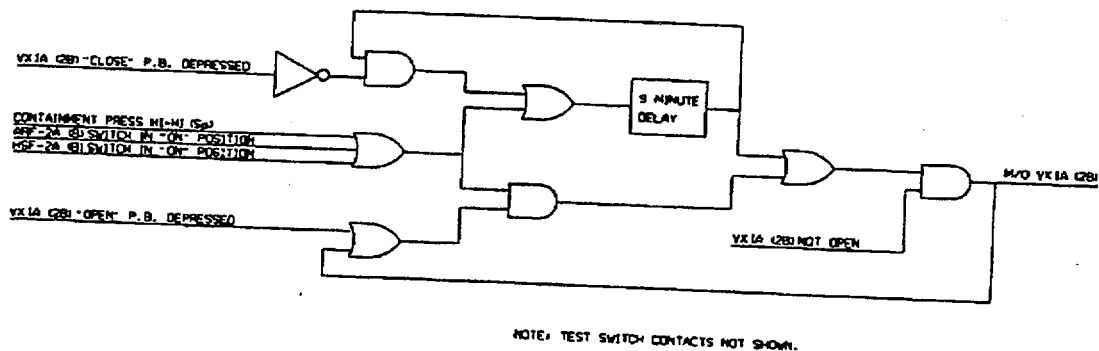 VX1A (2B) "CLOSE" P.B. DEPRESSED
CONTAINMENT PRESS HI-HI (Sp)
ARF-2A (B) SWITCH IN "ON" POSITION
HSF-2A (B) SWITCH IN "ON" POSITION
VX1A (2B) "OPEN" P.B. DEPRESSED
9 MINUTE
DELAY
M/O VX1A (2B)
VX1A (2B) NOT OPEN
NOTE: TEST SWITCH CONTACTS NOT SHOWN.